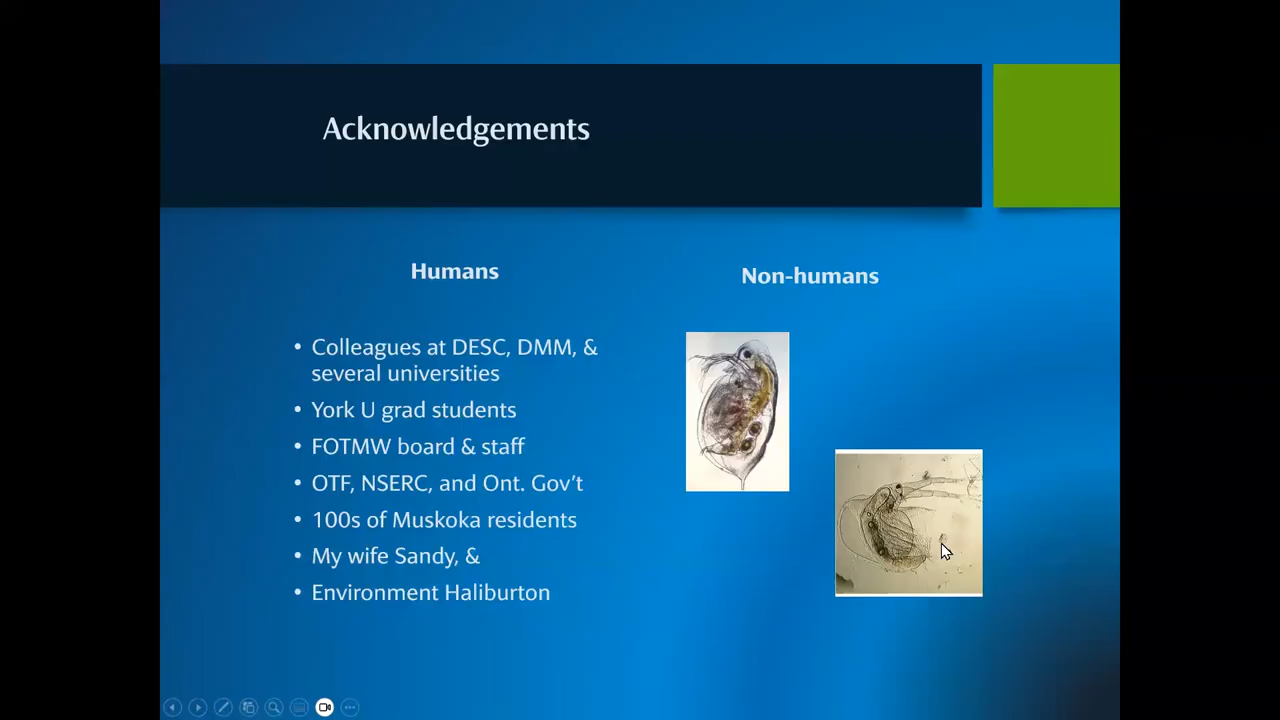 Acknowledgements
Humans
Non-humans
• Colleagues at DESC, DMM, &
several universities
• York U grad students
• FOTMW board & staff
• OTF, NSERC, and Ont. Gov’t
• 100s of Muskoka residents
• My wife Sandy, &
• Environment Haliburton